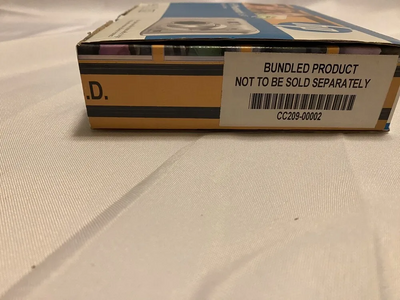 .D.
BUNDLED PRODUCT
NOT TO BE SOLD SEPARATELY
CC209-00002